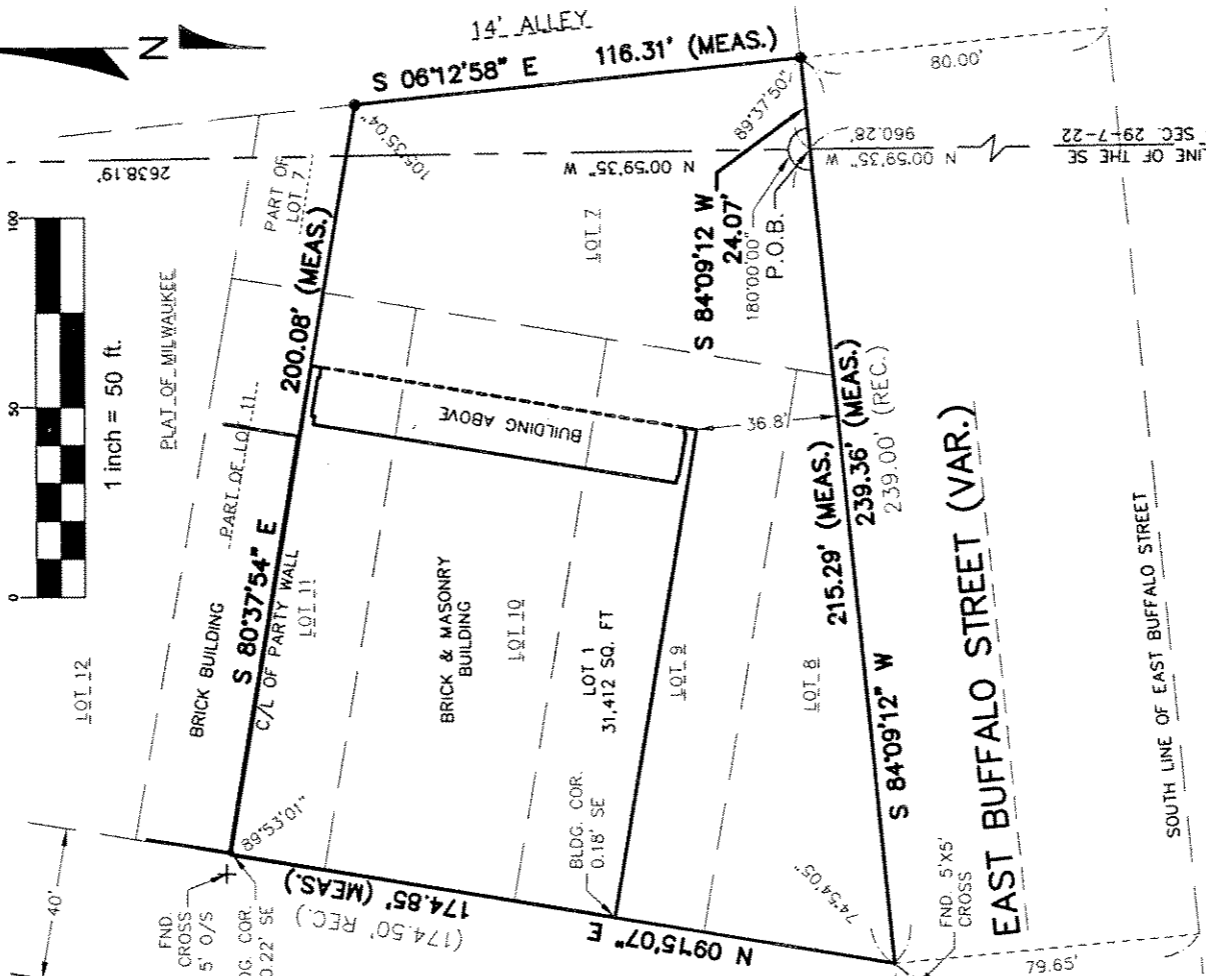 N
14' ALLEY
S 06°12'58" E 116.31' (MEAS.)
80.00'
89°37'50"
105°35'04"
2638.19'
N 00°59'35" W
N 00°59'35" W
960.28'
LINE OF THE SE
SEC. 29-7-22
PART OF
LOT 7
LOT 7
S 84°09'12 W
24.07'
180°00'00"
P.O.B.
0 50 100
1 inch = 50 ft.
PLAT OF MILWAUKEE
200.08' (MEAS.)
PART OF LOT 11
BUILDING ABOVE
36.8'
LOT 12
BRICK BUILDING
S 80°37'54" E
C/L OF PARTY WALL
LOT 11
BRICK & MASONRY
BUILDING
LOT 10
LOT 1
31,412 SQ. FT
LOT 9
LOT 8
215.29' (MEAS.)
239.36' (MEAS.)
239.00' (REC.)
S 84°09'12" W
EAST BUFFALO STREET (VAR.)
SOUTH LINE OF EAST BUFFALO STREET
40'
FND.
CROSS
5' O/S
DG. COR.
0.22' SE
89°53'01"
174.85' (MEAS.)
(174.50' REC.)
BLDG. COR.
0.18' SE
N 09°15'07" E
74°54'05"
FND. 5'X5'
CROSS
79.65'